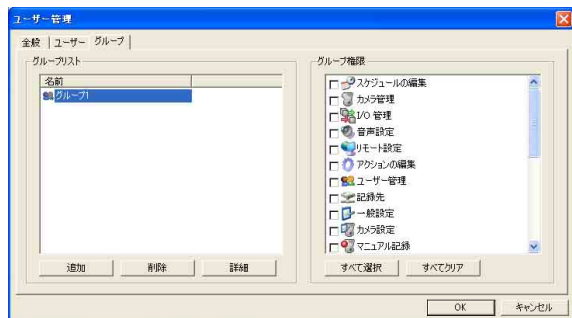 ユーザー管理
全般 ユーザー グループ
グループリスト
名前
グループ1
追加 削除 詳細
グループ権限
スケジュールの編集
カメラ管理
I/O 管理
音声設定
リモート設定
アクションの編集
ユーザー管理
記録先
一般設定
カメラ設定
マニュアル記録
すべて選択 すべてクリア
OK キャンセル